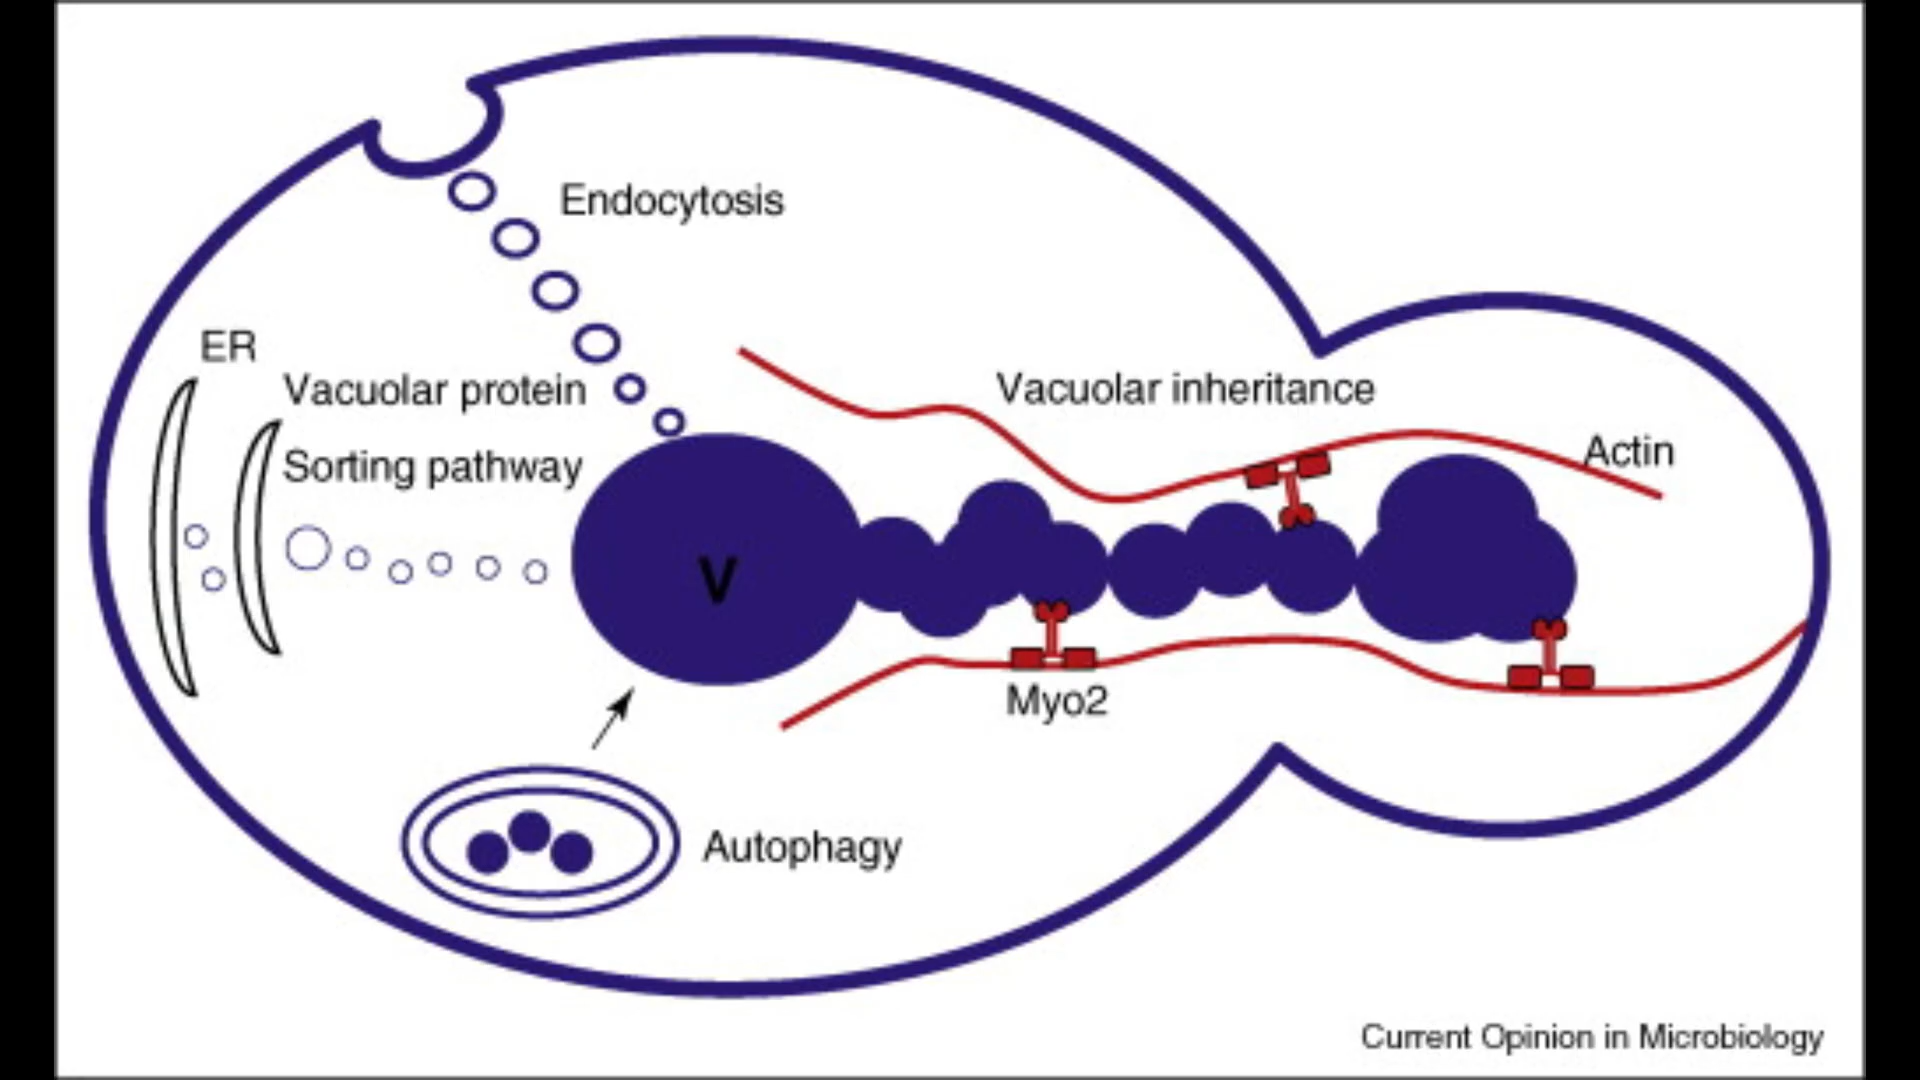 Endocytosis
ER
Vacuolar protein
Sorting pathway
Vacuolar inheritance
Actin
V
Myo2
Autophagy
Current Opinion in Microbiology